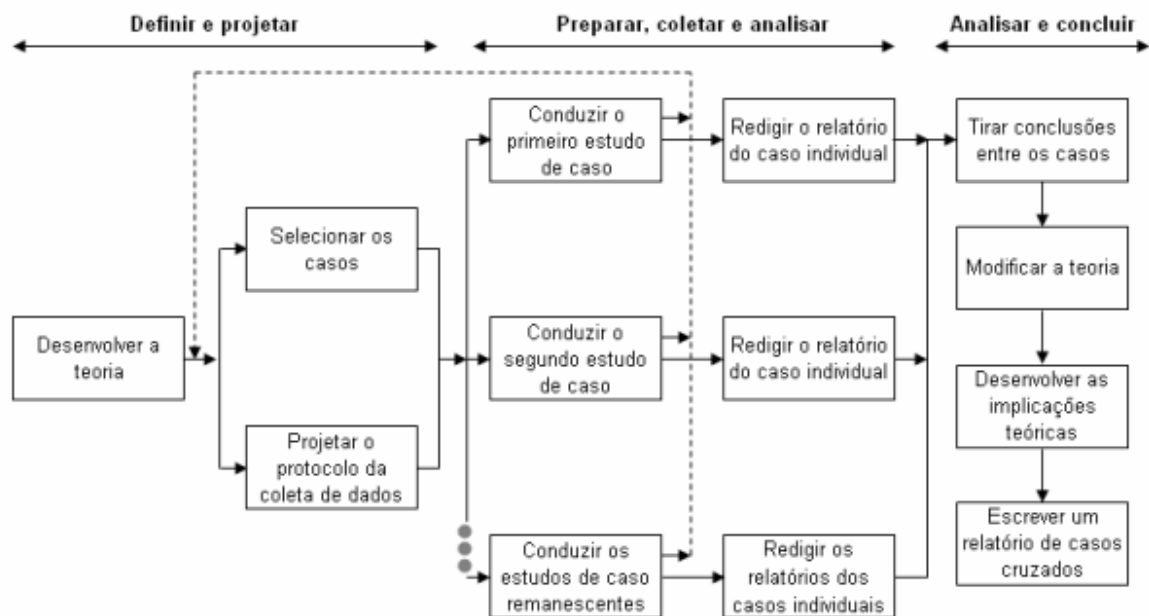 Definir e projetar
Preparar, coletar e analisar
Analisar e concluir
Desenvolver a
teoria
Selecionar os
casos
Projetar o
protocolo da
coleta de dados
Conduzir o
primeiro estudo
de caso
Redigir o relatório
do caso individual
Conduzir o
segundo estudo
de caso
Redigir o relatório
do caso individual
Conduzir os
estudos de caso
remanescentes
Redigir os
relatórios dos
casos individuais
Tirar conclusões
entre os casos
Modificar a teoria
Desenvolver as
implicações
teóricas
Escrever um
relatório de casos
cruzados